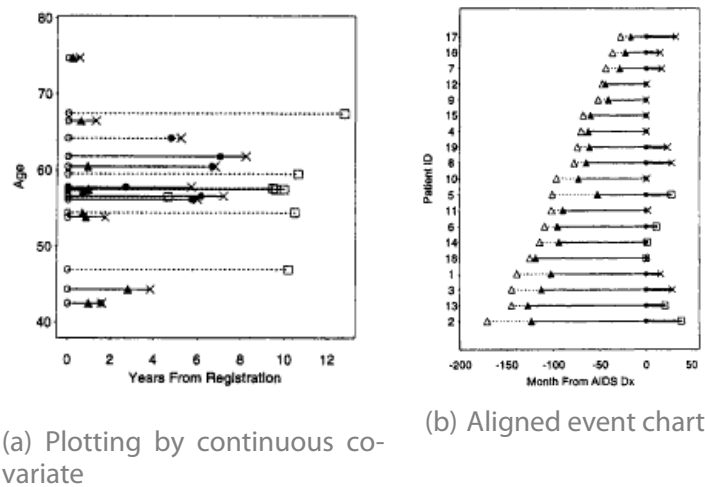 80
70
60
50
40
Age
0 2 4 6 8 10 12
Years From Registration
(a) Plotting by continuous co-
variate
17
16
7
12
9
15
4
19
8
10
5
11
6
14
18
1
3
13
2
Patient ID
-200 -150 -100 -50 0 50
Month From AIDS Dx
(b) Aligned event chart